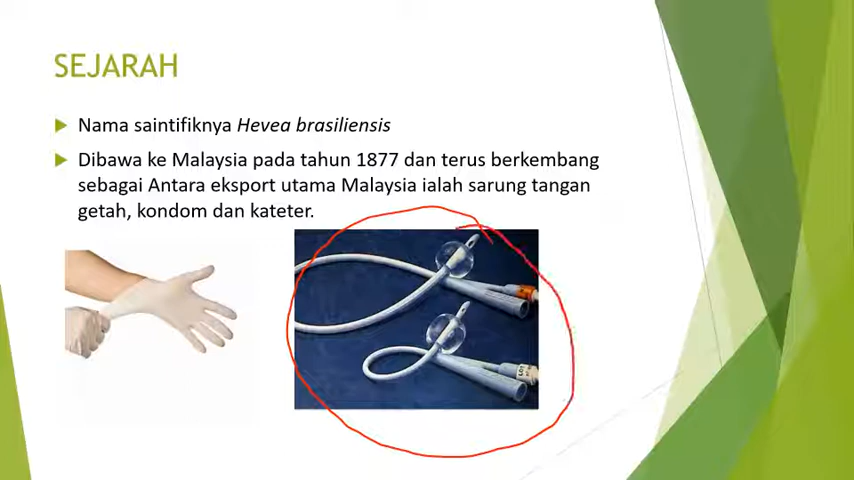 SEJARAH
Nama saintifiknya Hevea brasiliensis
Dibawa ke Malaysia pada tahun 1877 dan terus berkembang
sebagai Antara eksport utama Malaysia ialah sarung tangan
getah, kondom dan kateter.